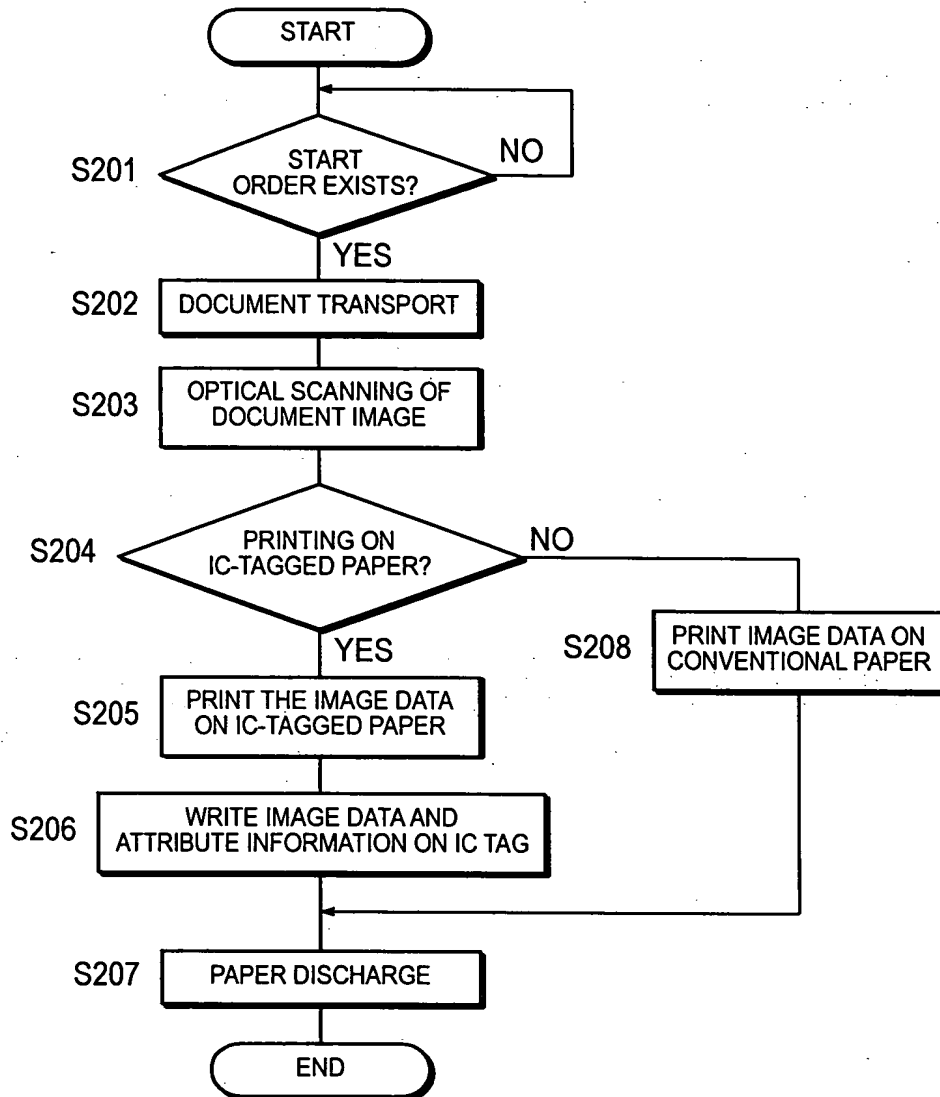 START
S201
START
ORDER EXISTS?
NO
YES
S202
DOCUMENT TRANSPORT
S203
OPTICAL SCANNING OF
DOCUMENT IMAGE
S204
PRINTING ON
IC-TAGGED PAPER?
NO
YES
S208
PRINT IMAGE DATA ON
CONVENTIONAL PAPER
S205
PRINT THE IMAGE DATA
ON IC-TAGGED PAPER
S206
WRITE IMAGE DATA AND
ATTRIBUTE INFORMATION ON IC TAG
S207
PAPER DISCHARGE
END